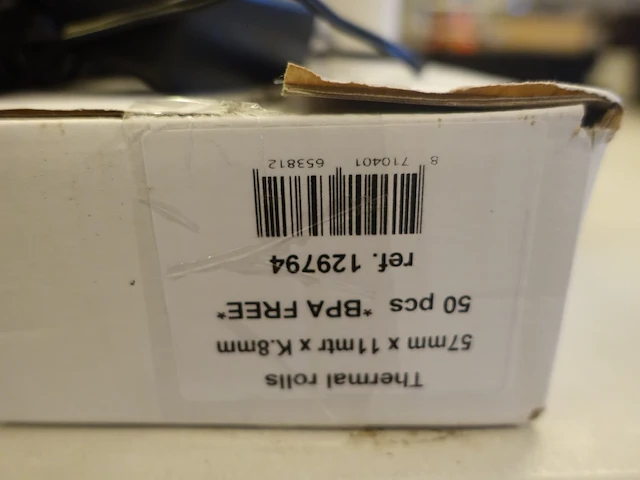 Thermal rolls
57mm x 11mtr x K.8mm
50 pcs *BPA FREE*
ref. 129794
8 710401 653812